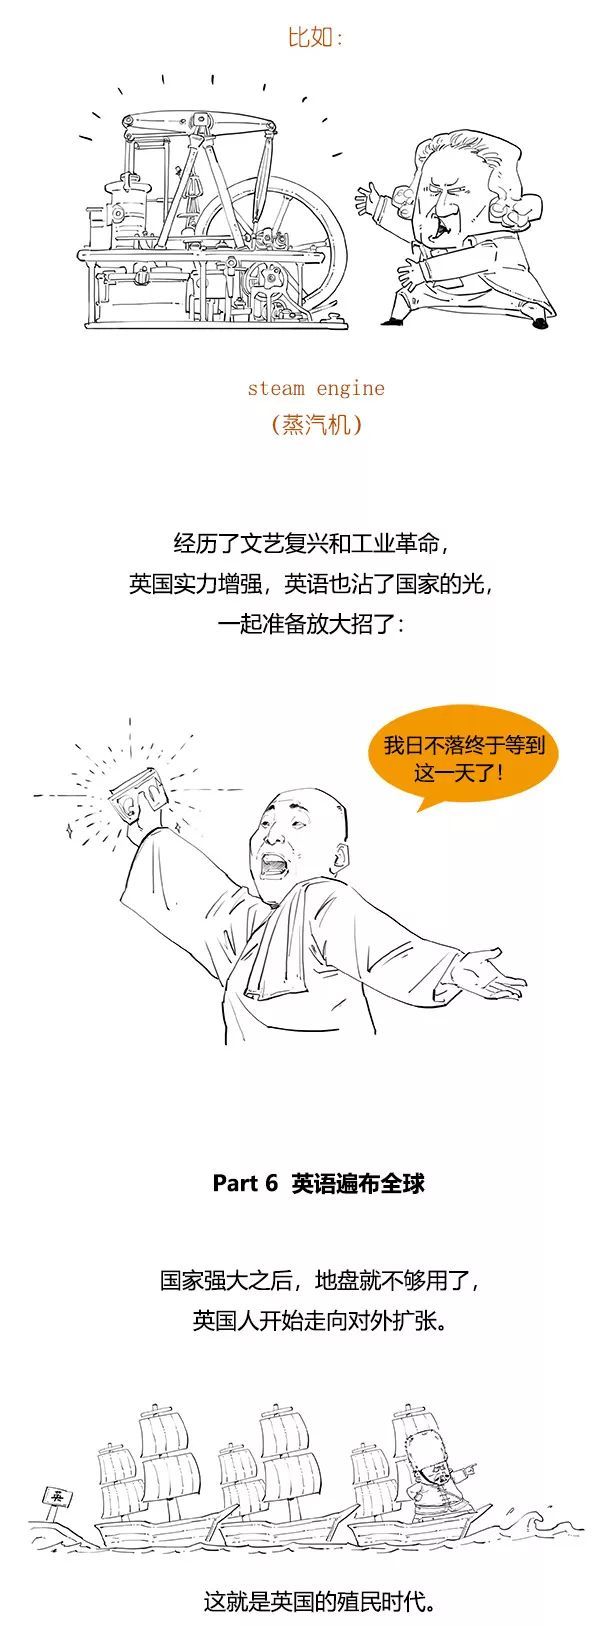 比如：
steam engine
（蒸汽机）
经历了文艺复兴和工业革命，
英国实力增强，英语也沾了国家的光，
一起准备放大招了：
我日不落终于等到
这一天了！
Part 6 英语遍布全球
国家强大之后，地盘就不够用了，
英国人开始走向对外扩张。
英
这就是英国的殖民时代。